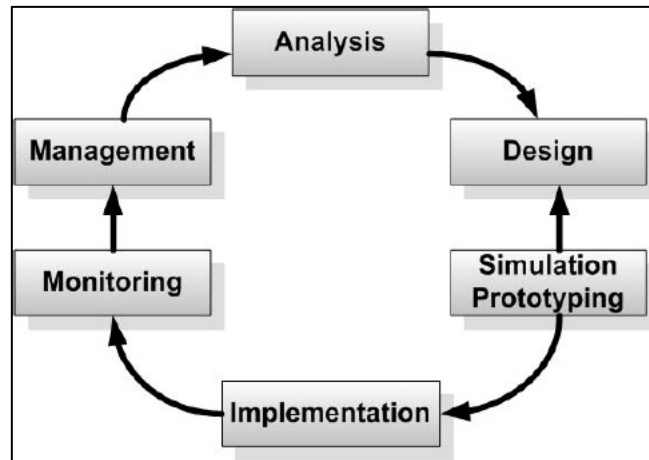 Analysis
Management
Design
Monitoring
Simulation
Prototyping
Implementation